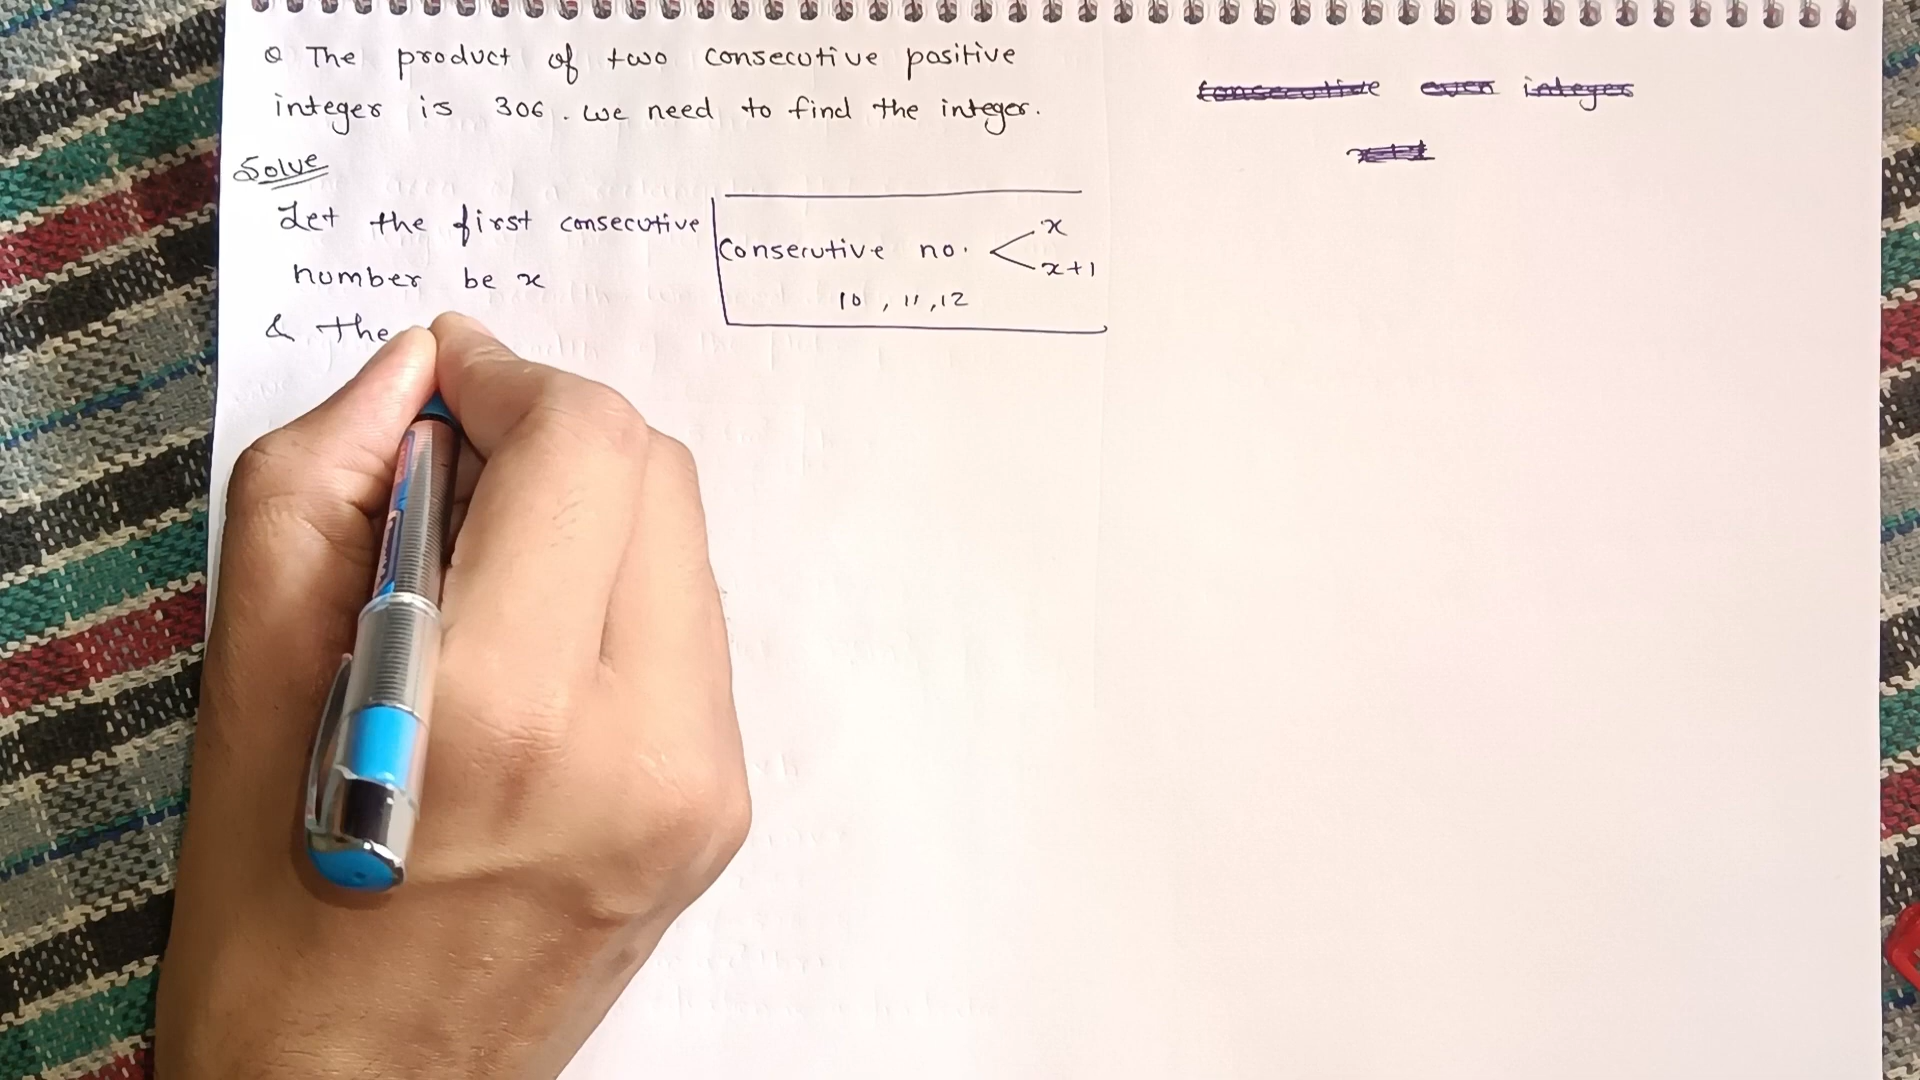 Q The product of two consecutive positive
integer is 306. we need to find the integer.
Solve
Let the first consecutive
number be x
& the
Consecutive no. < x
x+1
10, 11, 12
consecutive even integer